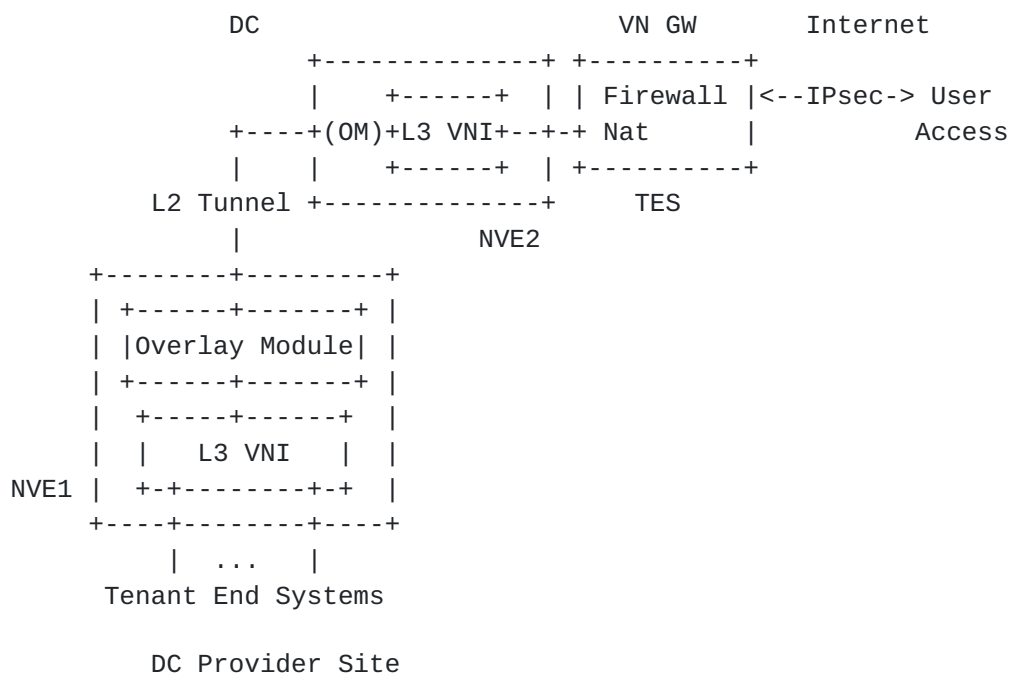 DC                       VN GW       Internet
                   +--------------+ +----------+
                   |    +------+  | | Firewall |<--IPsec-> User
              +----+(OM)+L3 VNI+--+-+ Nat      |          Access
              |    |    +------+  | +----------+
         L2 Tunnel +--------------+     TES
              |               NVE2
     +--------+---------+
     | +------+-------+ |
     | |Overlay Module| |
     | +------+-------+ |
     |  +-----+------+  |
     |  |   L3 VNI   |  |
NVE1 |  +-+--------+-+  |
     +----+--------+----+
          |  ...   |
      Tenant End Systems
         DC Provider Site